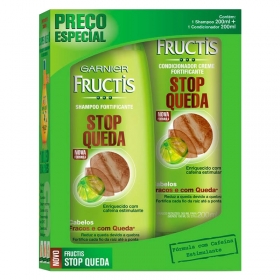 PREÇO
ESPECIAL
Contém:
1 Shampoo 200ml +
1 Condicionador 200ml
GARNIER
FRUCTIS
SHAMPOO FORTIFICANTE
STOP
QUEDA
NOVA
FÓRMULA
Enriquecido com
cafeína estimulante
Cabelos
Fracos e com Queda
FRUCTIS
CONDICIONADOR CREME
FORTIFICANTE
STOP
QUEDA
NOVA
FÓRMULA
Enriquecido com
cafeína estimulante
Cabelos
Fracos e com Queda
Fórmula com Cafeína
Estimulante
NOVO
FRUCTIS
STOP QUEDA